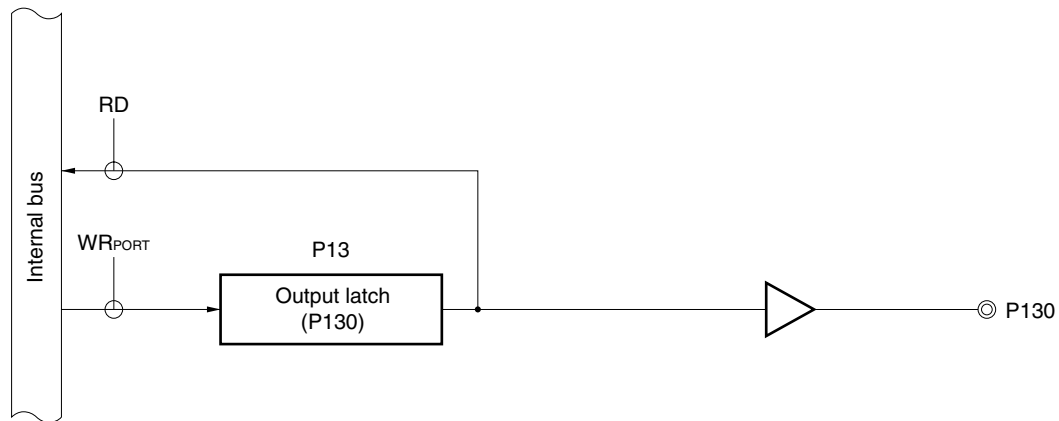 RD
Internal bus
WRPORT
P13
Output latch
(P130)
P130